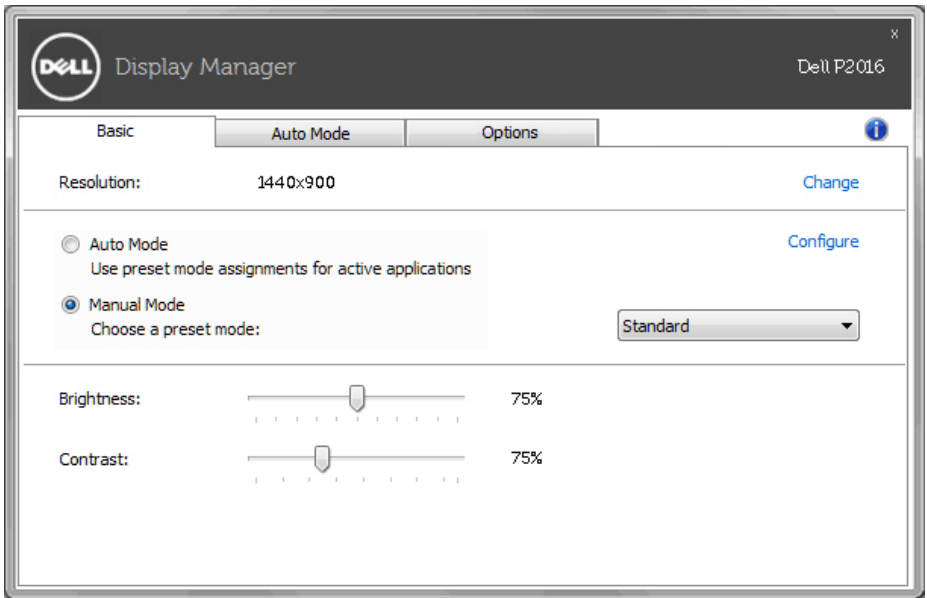 x
DELL Display Manager Dell P2016
Basic Auto Mode Options i
Resolution: 1440x900 Change
Auto Mode Configure
Use preset mode assignments for active applications
Manual Mode
Choose a preset mode: Standard
Brightness: 75%
Contrast: 75%